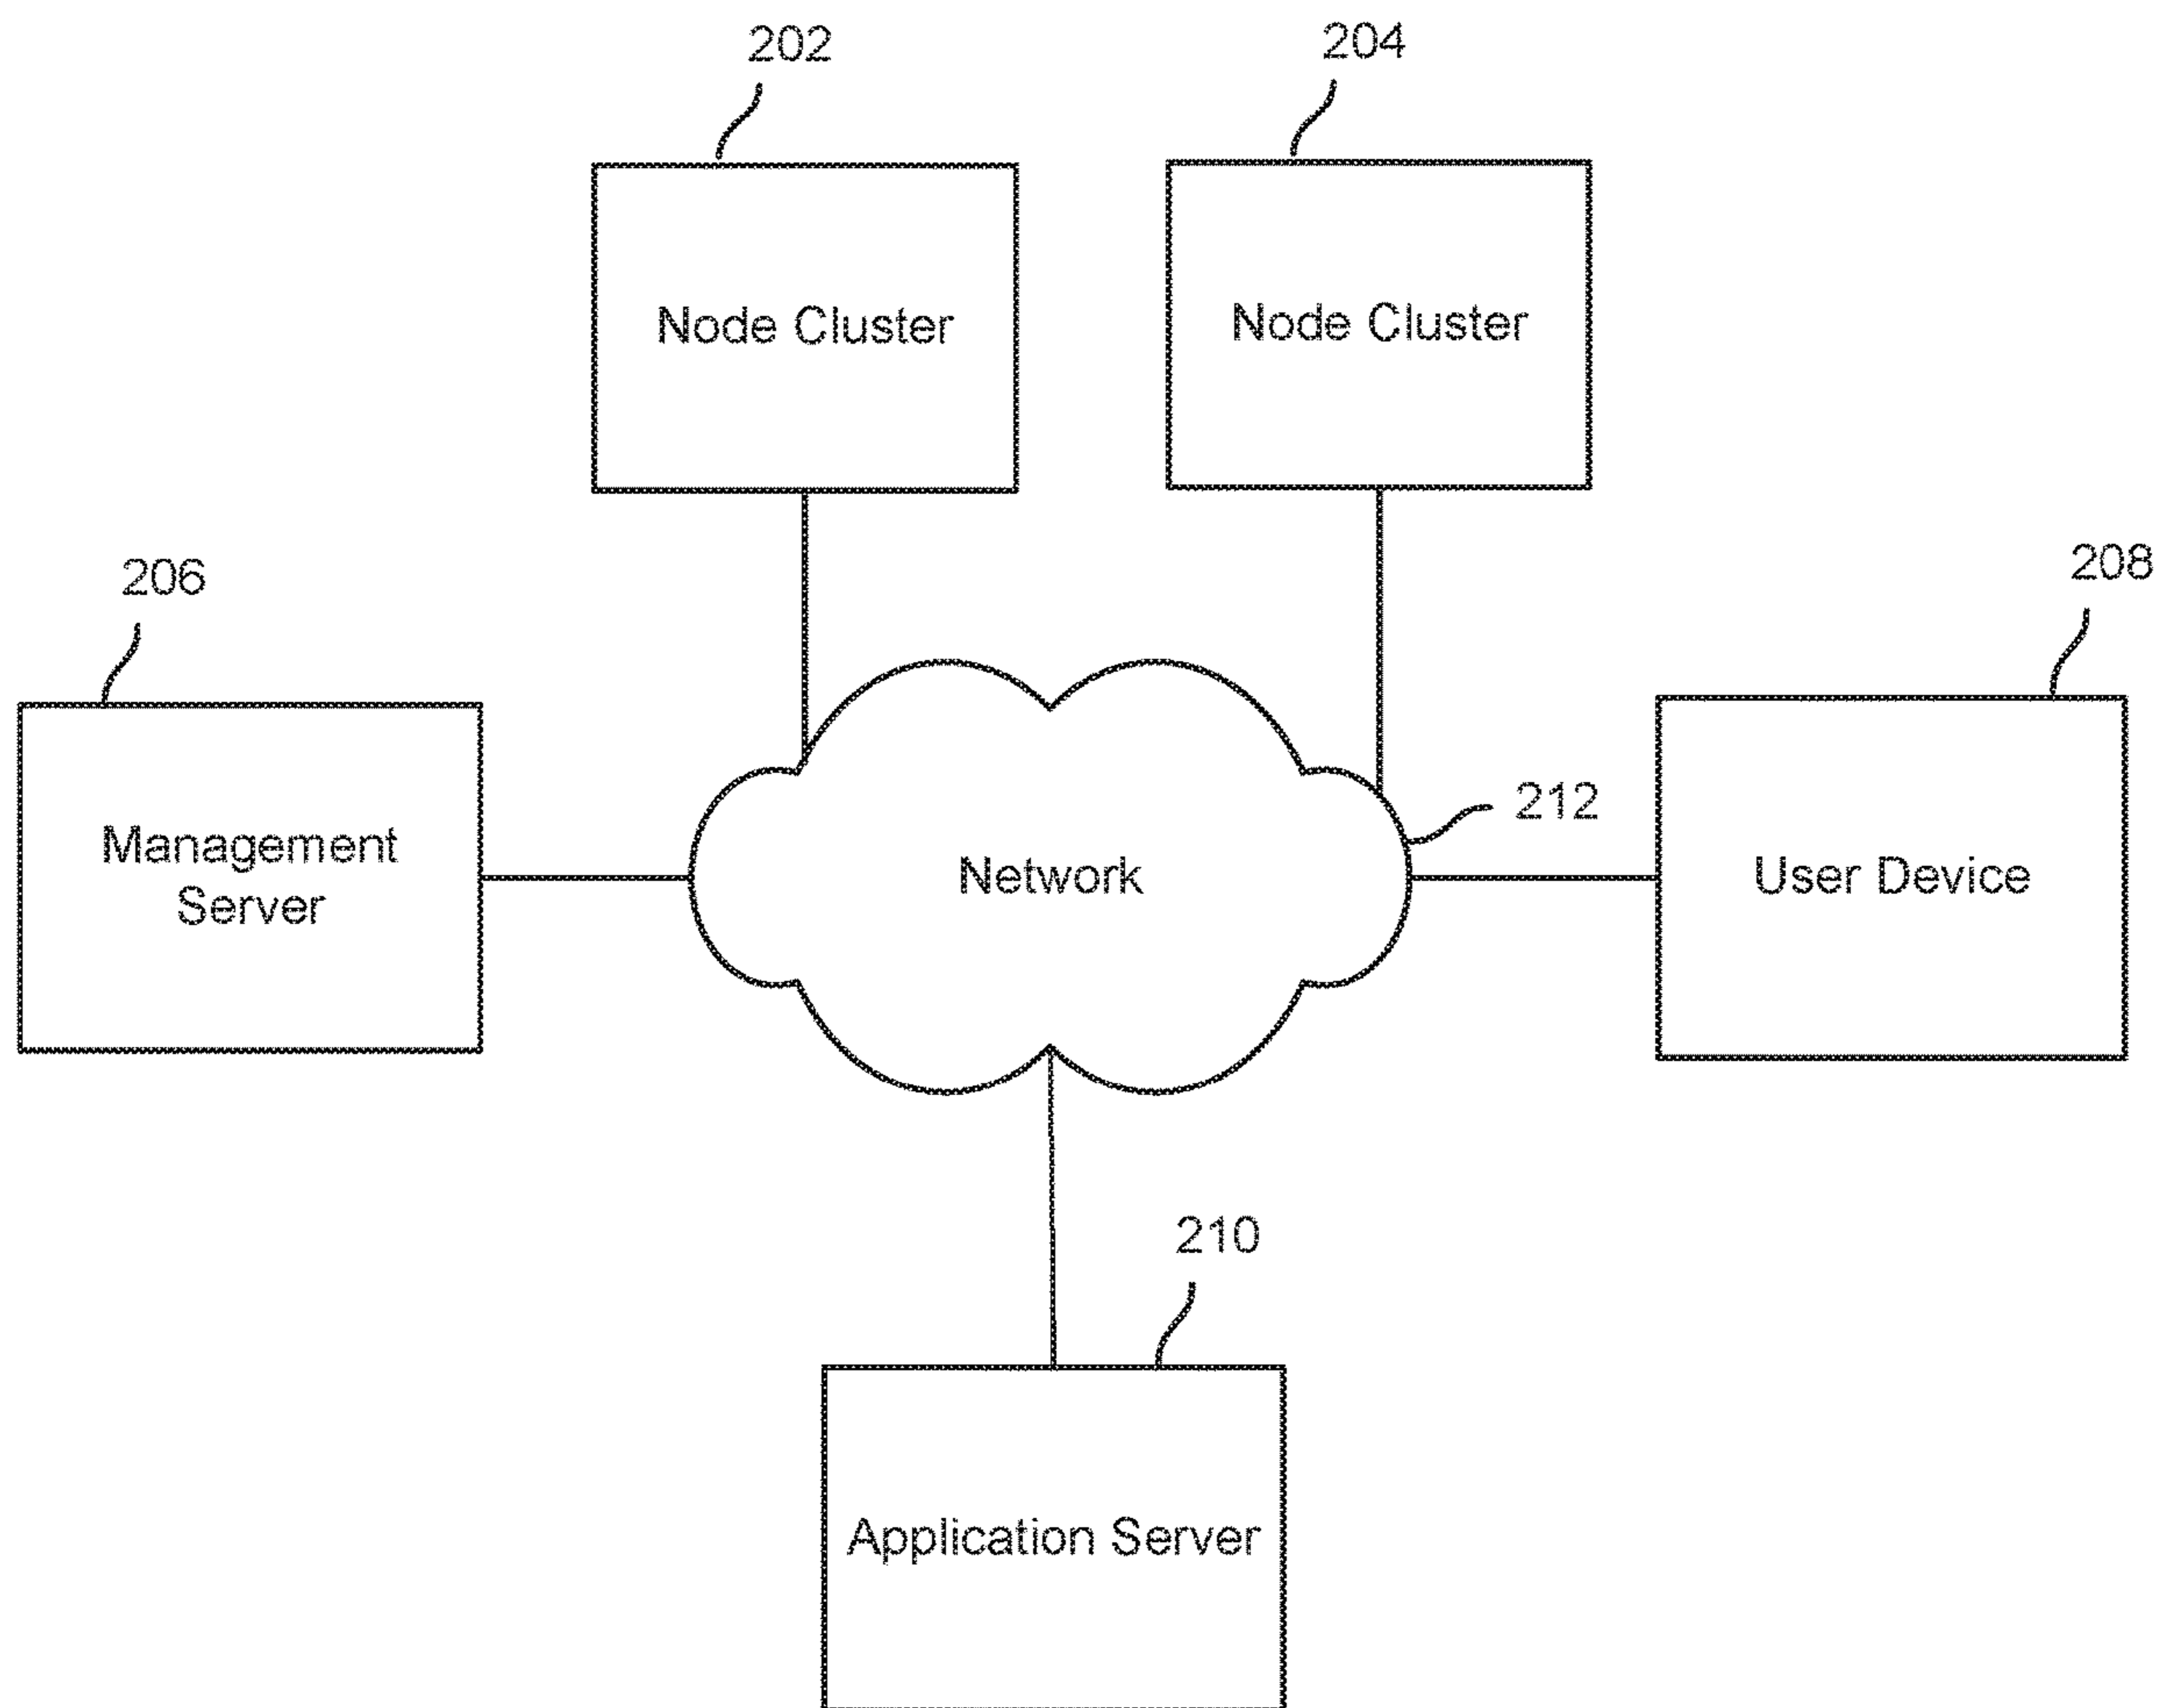 202
204
Node Cluster
Node Cluster
206
208
212
Management
Server
Network
User Device
210
Application Server